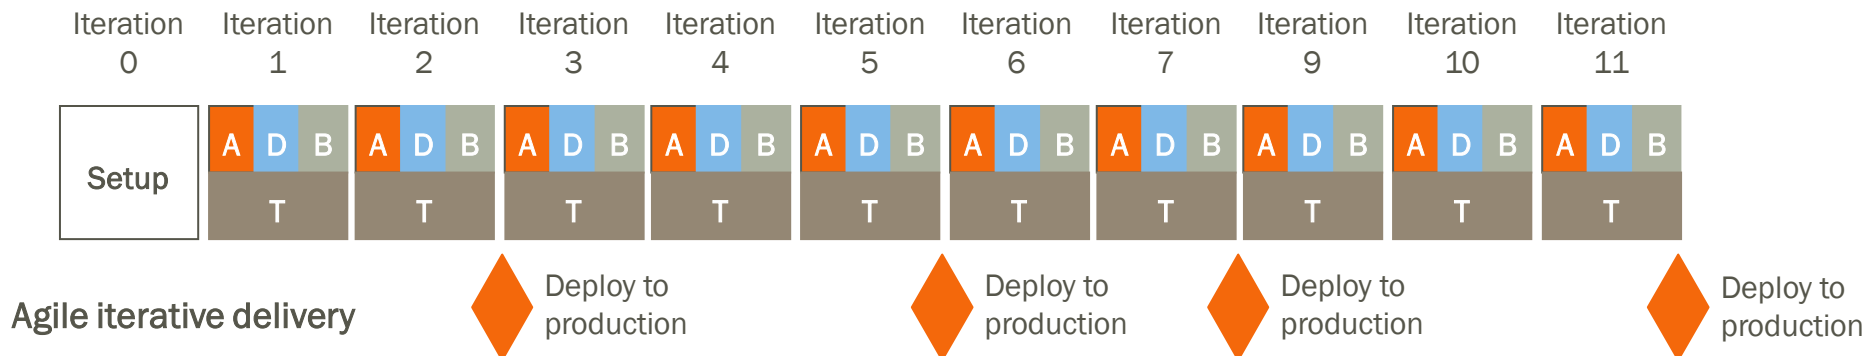 Iteration Iteration Iteration Iteration Iteration Iteration Iteration Iteration Iteration Iteration Iteration
0 1 2 3 4 5 6 7 9 10 11
A D B A D B A D B A D B A D B A D B A D B A D B A D B A D B
Setup
T T T T T T T T T T
Deploy to Deploy to Deploy to Deploy to
Agile iterative delivery
production production production production